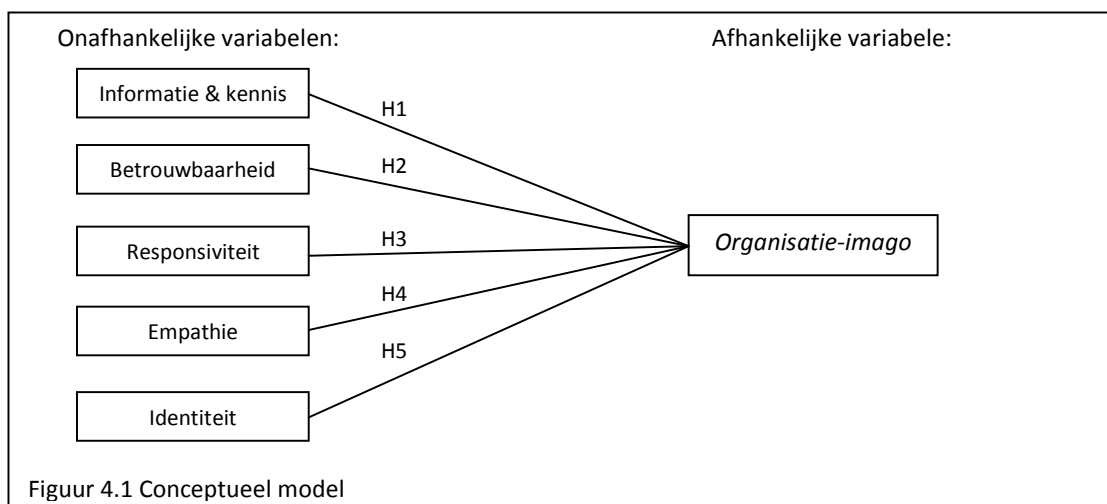 Onafhankelijke variabelen:
Afhankelijke variabele:
Informatie & kennis
H1
Betrouwbaarheid
H2
Responsiviteit
H3
Organisatie-imago
Empathie
H4
H5
Identiteit
Figuur 4.1 Conceptueel model